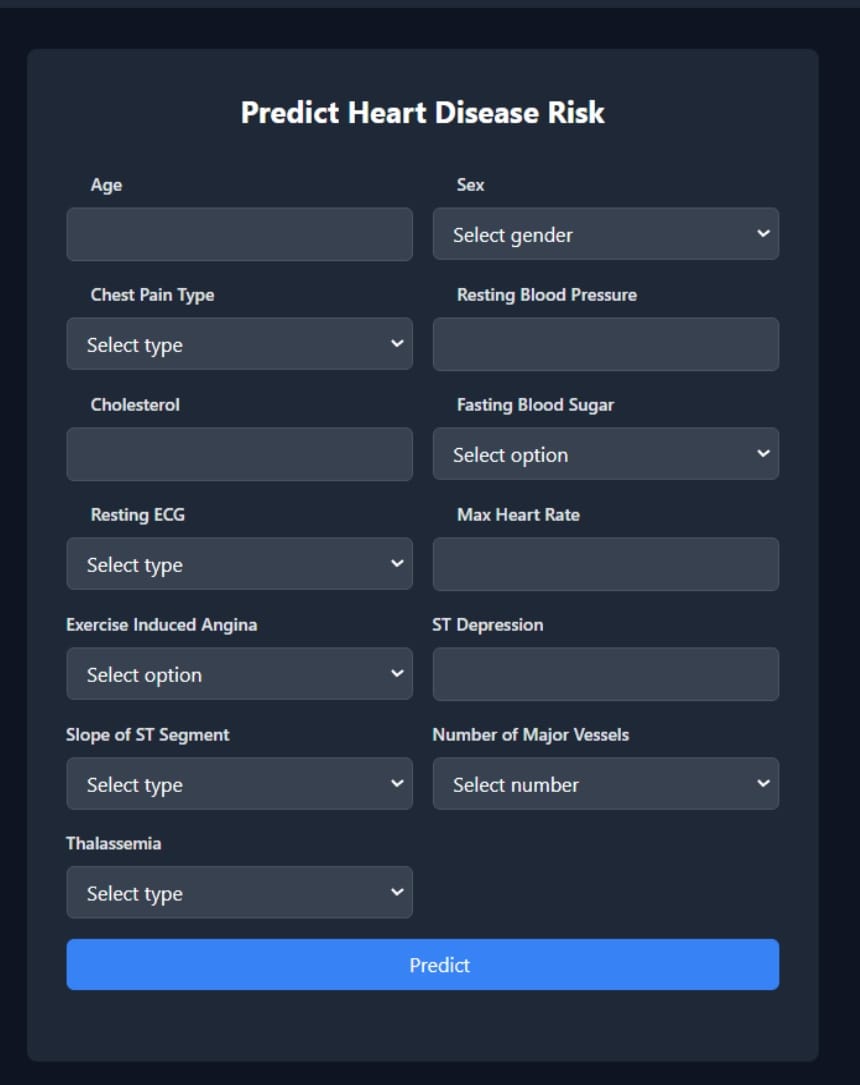 Predict Heart Disease Risk
Age
Sex
Select gender
Chest Pain Type
Resting Blood Pressure
Select type
Cholesterol
Fasting Blood Sugar
Select option
Resting ECG
Max Heart Rate
Select type
Exercise Induced Angina
ST Depression
Select option
Slope of ST Segment
Number of Major Vessels
Select type
Select number
Thalassemia
Select type
Predict